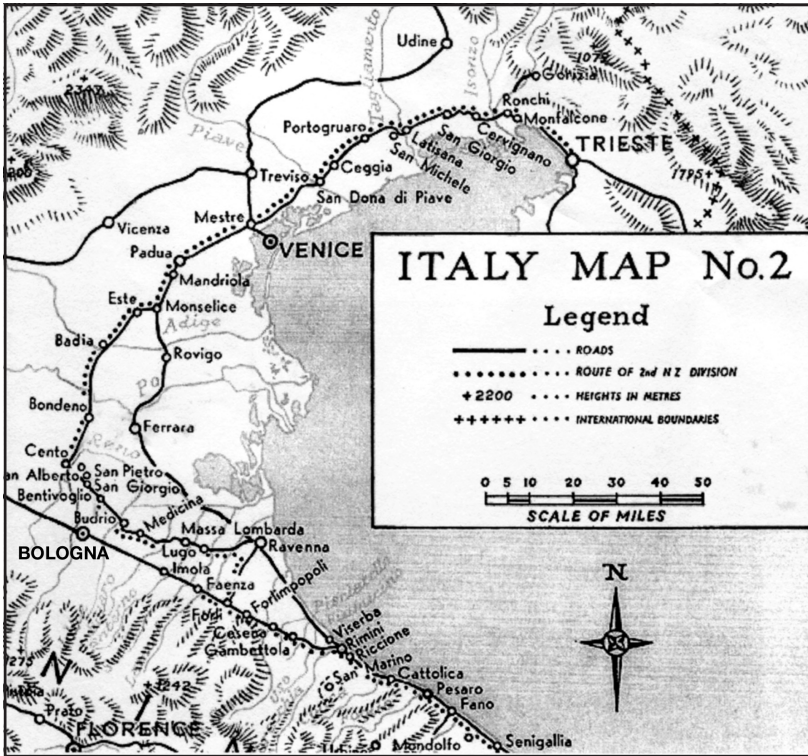 Udine
Tagliamento
Isonzo
1072
Gorizia
2347
Piave
Ronchi
Monfalcone
Portogruaro
Latisana
San Michele
San Giorgio
Cervignano
TRIESTE
Treviso
Ceggia
1795
San Dona di Piave
Mestre
Vicenza
VENICE
Padua
Mandriola
Este
Monselice
Adige
Badia
Rovigo
Po
Bondeno
Ferrara
Reno
Cento
an Alberto
San Pietro
San Giorgio
Bentivoglio
Budrio
Medicina
Massa Lombarda
BOLOGNA
Lugo
Ravenna
Imola
Faenza
Forli
Forlimpopoli
Cesena
Gambettola
Viserba
Rimini
Riccione
San Marino
Cattolica
Pesaro
Fano
Mondolfo
Senigallia
1242
Prato
FLORENCE
ITALY MAP No.2
Legend
ROADS
ROUTE OF 2nd N Z DIVISION
+2200 HEIGHTS IN METRES
INTERNATIONAL BOUNDARIES
0 5 10 20 30 40 50
SCALE OF MILES
N